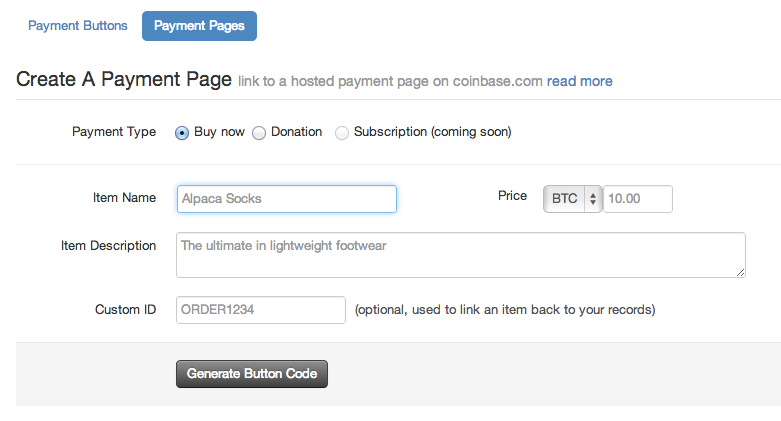 Payment Buttons Payment Pages
Create A Payment Page link to a hosted payment page on coinbase.com read more
Payment Type Buy now Donation Subscription (coming soon)
Item Name Alpaca Socks Price BTC 10.00
Item Description The ultimate in lightweight footwear
Custom ID ORDER1234 (optional, used to link an item back to your records)
Generate Button Code